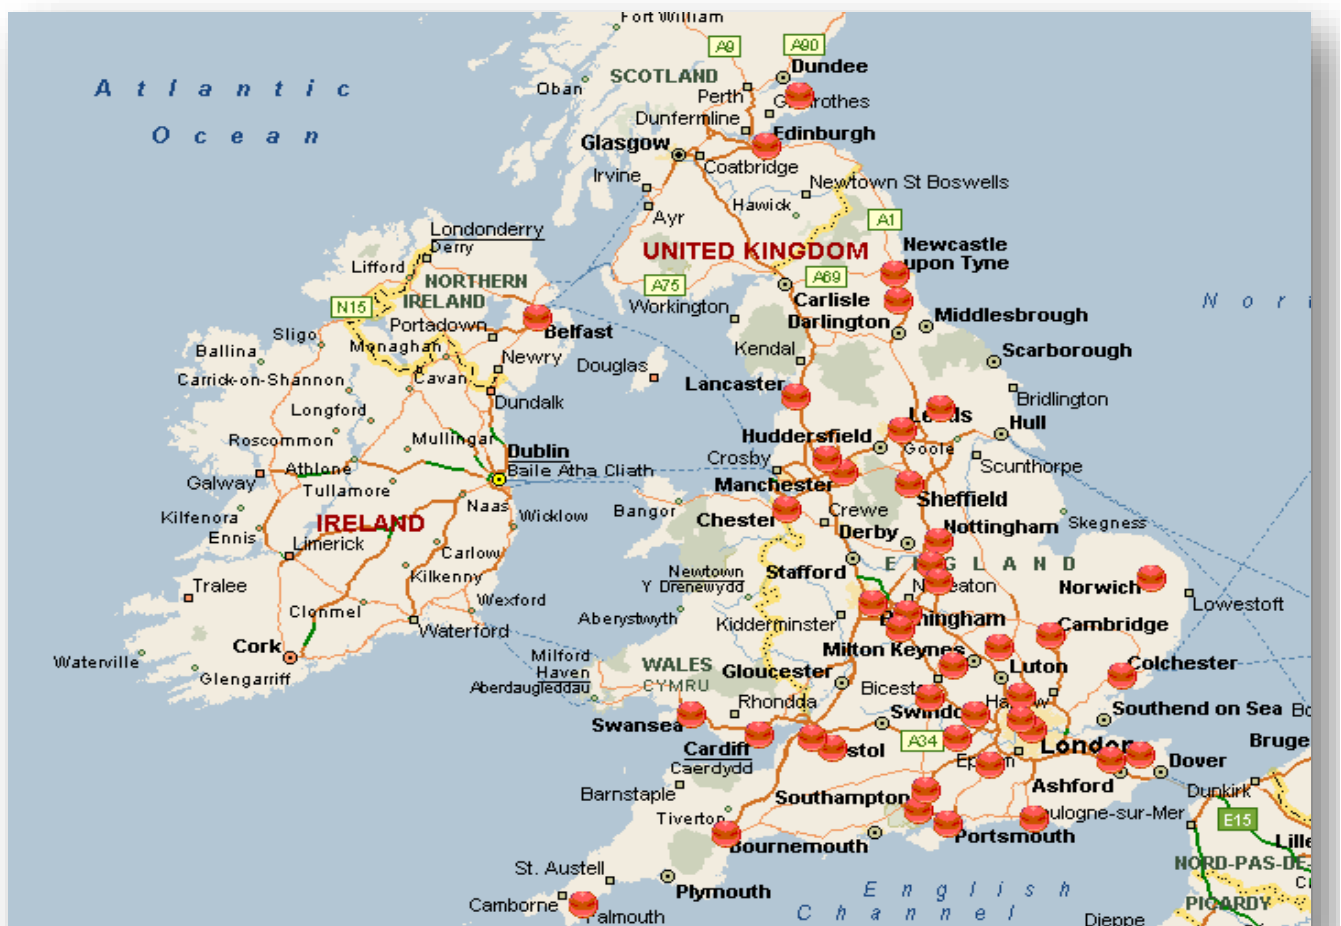 Fort William
A9
A90
Dundee
SCOTLAND
Oban
Perth
Atlantic
Dunfermline
Ocean
Edinburgh
Glasgow
Coatbridge
Irvine
Newtown St Boswells
Hawick
Ayr
A1
Londonderry
Derry
UNITED KINGDOM
Newcastle
upon Tyne
Lifford
NORTHERN
IRELAND
A69
A75
N15
Workington
Carlisle
Darlington
Middlesbrough
Portadown
Belfast
Sligo
Monaghan
Ballina
Newry
Douglas
Kendal
Scarborough
Carrick-on-Shannon
Cavan
Lancaster
Bridlington
Longford
Dundalk
Leeds
Hull
Roscommon
Mullingar
Dublin
Huddersfield
Goole
Athlone
Baile Atha Cliath
Crosby
Scunthorpe
Galway
Tullamore
Manchester
Sheffield
Naas
Bangor
Chester
Crewe
Kilfenora
IRELAND
Wicklow
Derby
Nottingham
Skegness
Ennis
Limerick
Carlow
ENGLAND
Newtown
Y Drenewydd
Stafford
Tralee
Kilkenny
Norwich
Clonmel
Wexford
Lowestoft
Aberystwyth
Kidderminster
Cambridge
Waterford
Cork
Milton Keynes
Waterville
Milford
Haven
Aberdaugleddau
WALES
CYMRU
Gloucester
Luton
Colchester
Glengarriff
Rhondda
Swansea
Southend on Sea
Cardiff
Caerdydd
A34
London
Dover
Barnstaple
Southampton
Ashford
Dunkirk
Tiverton
E15
Bournemouth
Portsmouth
St. Austell
Plymouth
English
Channel
Camborne
Falmouth
PICARDY
Dieppe